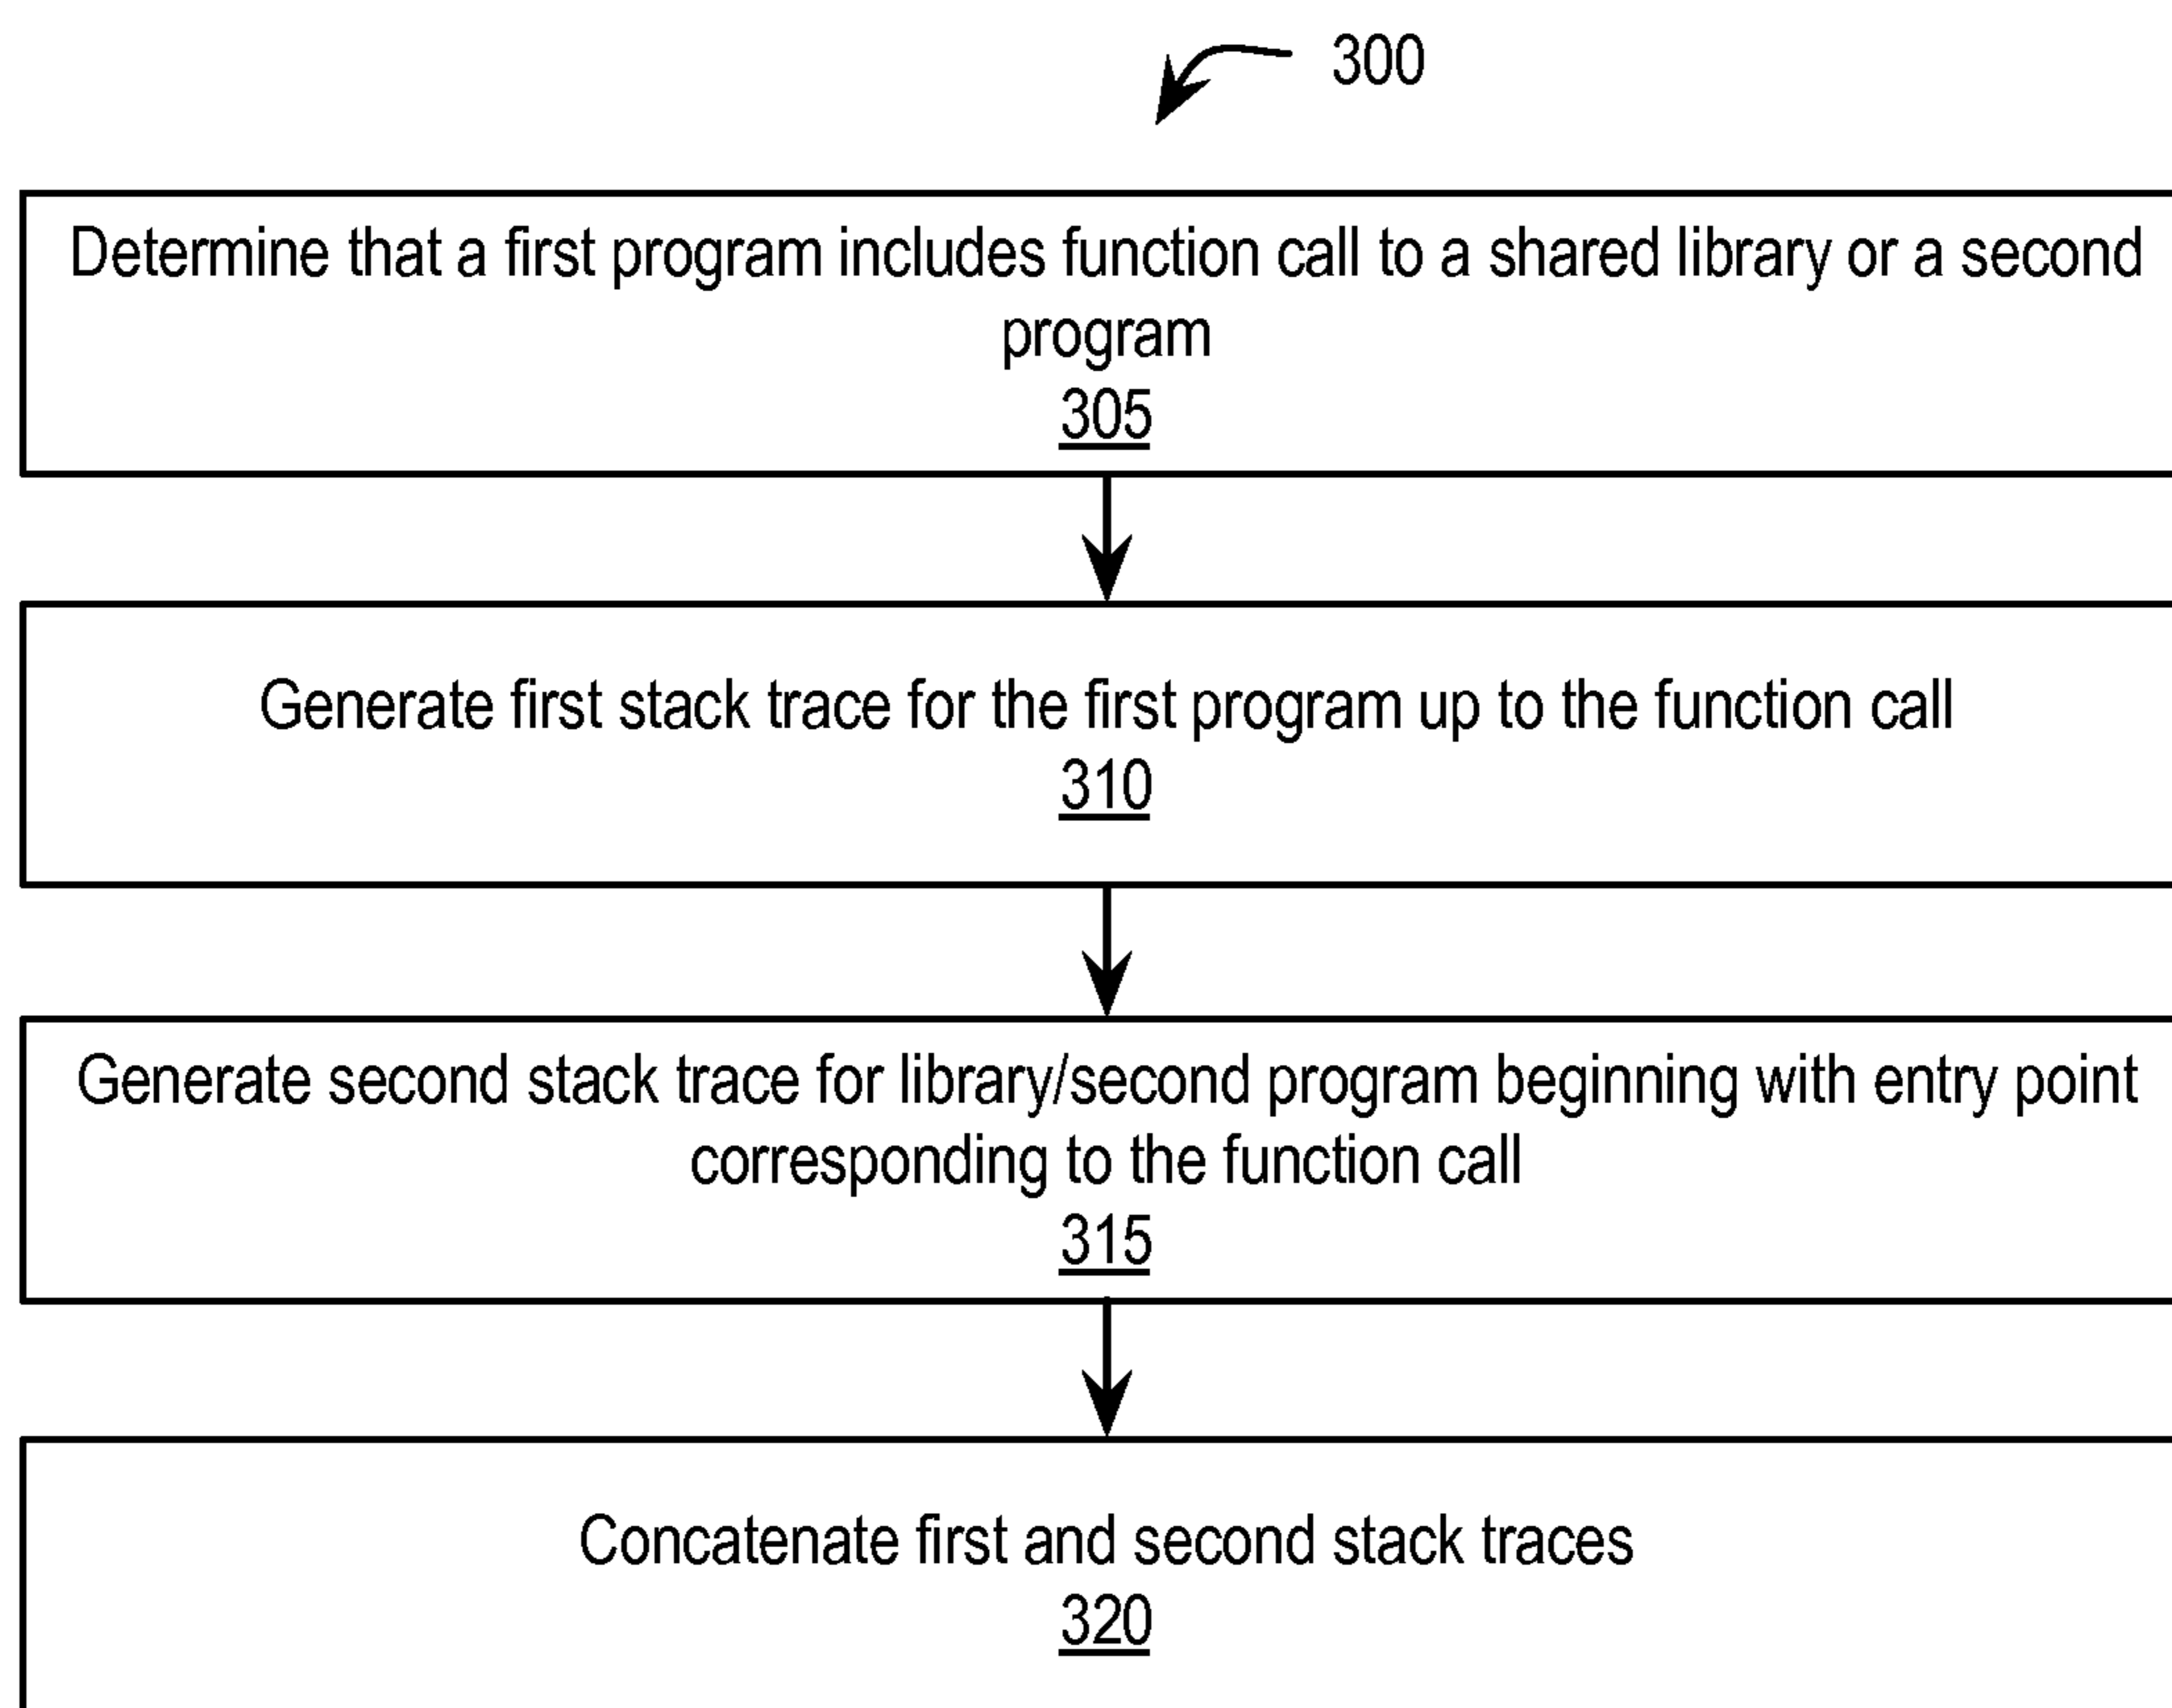 300
Determine that a first program includes function call to a shared library or a second
program
305
Generate first stack trace for the first program up to the function call
310
Generate second stack trace for library/second program beginning with entry point
corresponding to the function call
315
Concatenate first and second stack traces
320